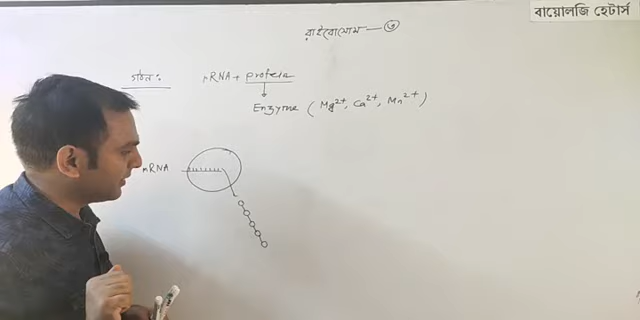 বায়োলজি হেটার্স
রাইবোসোম — ৩
গঠন : rRNA + protein
Enzyme ( Mg2+, Ca2+, Mn2+ )
mRNA